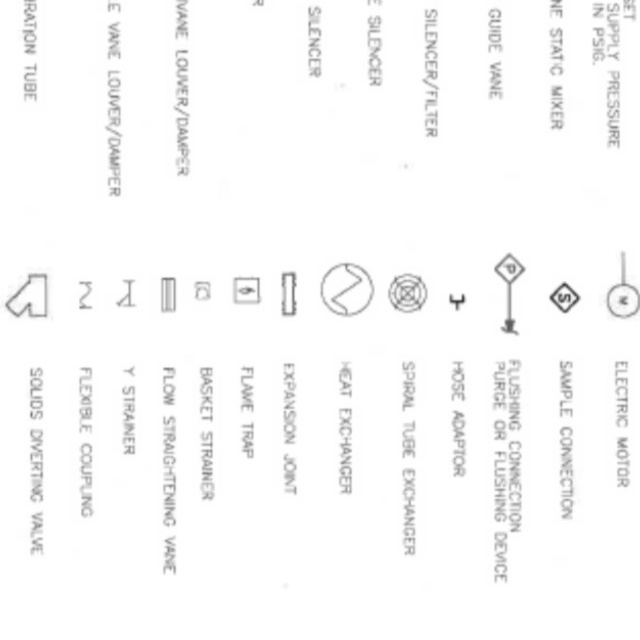 SET
SUPPLY PRESSURE
IN PSIG.
NE STATIC MIXER
GUIDE VANE
SILENCER/FILTER
E SILENCER
SILENCER
R
VANE LOUVER/DAMPER
E VANE LOUVER/DAMPER
RATION TUBE
M
ELECTRIC MOTOR
S
SAMPLE CONNECTION
P
FLUSHING CONNECTION
PURGE OR FLUSHING DEVICE
HOSE ADAPTOR
SPIRAL TUBE EXCHANGER
HEAT EXCHANGER
EXPANSION JOINT
FLAME TRAP
BASKET STRAINER
FLOW STRAIGHTENING VANE
Y STRAINER
FLEXIBLE COUPLING
SOLIDS DIVERTING VALVE